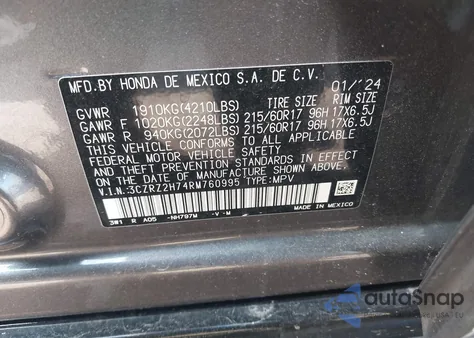 MFD.BY HONDA DE MEXICO S.A. DE C.V. 01/'24
TIRE SIZE RIM SIZE
GVWR 1910KG(4210LBS)
GAWR F 1020KG(2248LBS) 215/60R17 96H 17X6.5J
GAWR R 940KG(2072LBS) 215/60R17 96H 17X6.5J
THIS VEHICLE CONFORMS TO ALL APPLICABLE
FEDERAL MOTOR VEHICLE SAFETY AND THEFT
PREVENTION STANDARDS IN EFFECT ON THE
DATE OF MANUFACTURE SHOWN ABOVE.
V.I.N:3CZRZ2H74RM760995 TYPE:MPV
3W1 R A05 -NH797M -V -M
MADE IN MEXICO
autoSnap